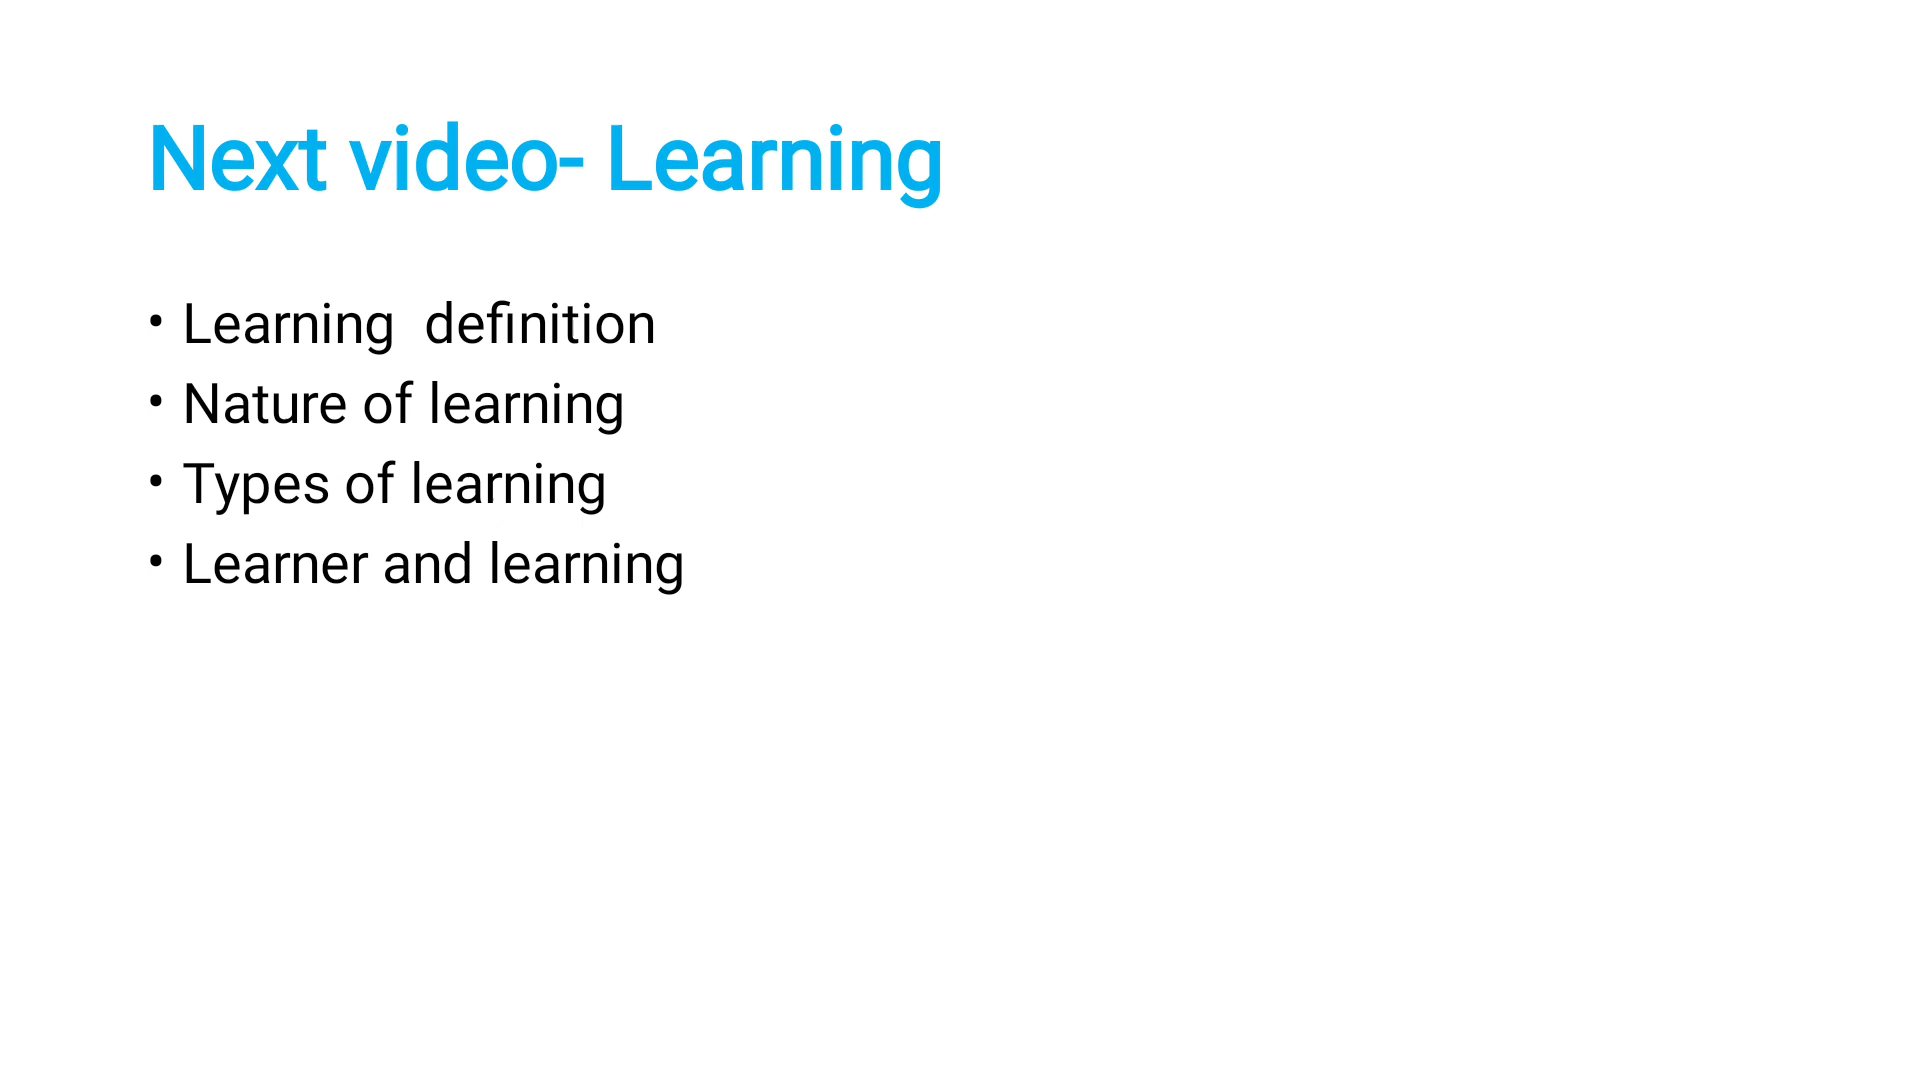 Next video- Learning
• Learning  definition
• Nature of learning
• Types of learning
• Learner and learning